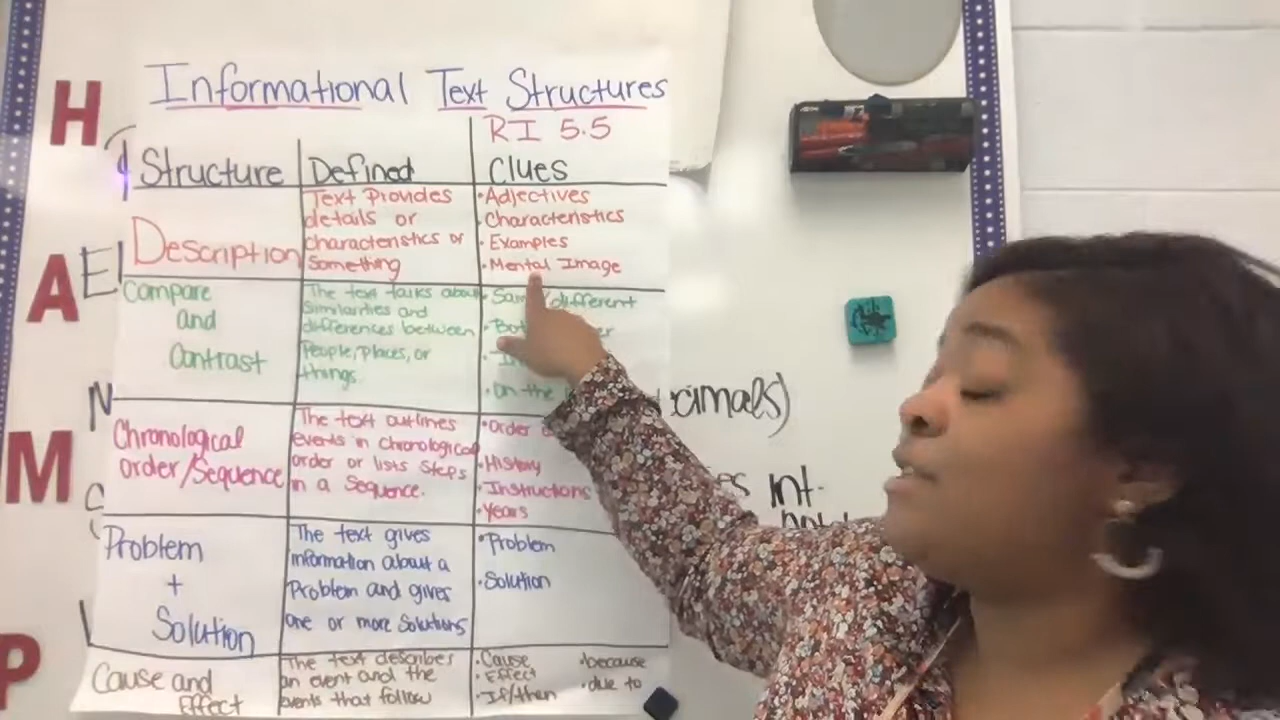 Informational Text Structures
RI 5.5
Structure
Defined
Clues
Description
Text Provides
details or
characteristics of
something
•Adjectives
•Characteristics
•Examples
•Mental Image
Compare
and
Contrast
The text talks about
similarities and
differences between
People, places, or
things.
different
•on the
Chronological
order/Sequence
The text outlines
events in chronological
order or lists steps
in a sequence.
•order
•History
•Instructions
•Years
Problem
+
Solution
The text gives
information about a
Problem and gives
one or more solutions
•Problem
•Solution
Cause and
Effect
The text describes
an event and the
events that follow
•Cause
•Effect
•If/then
•because
•due to
H
A
M
P